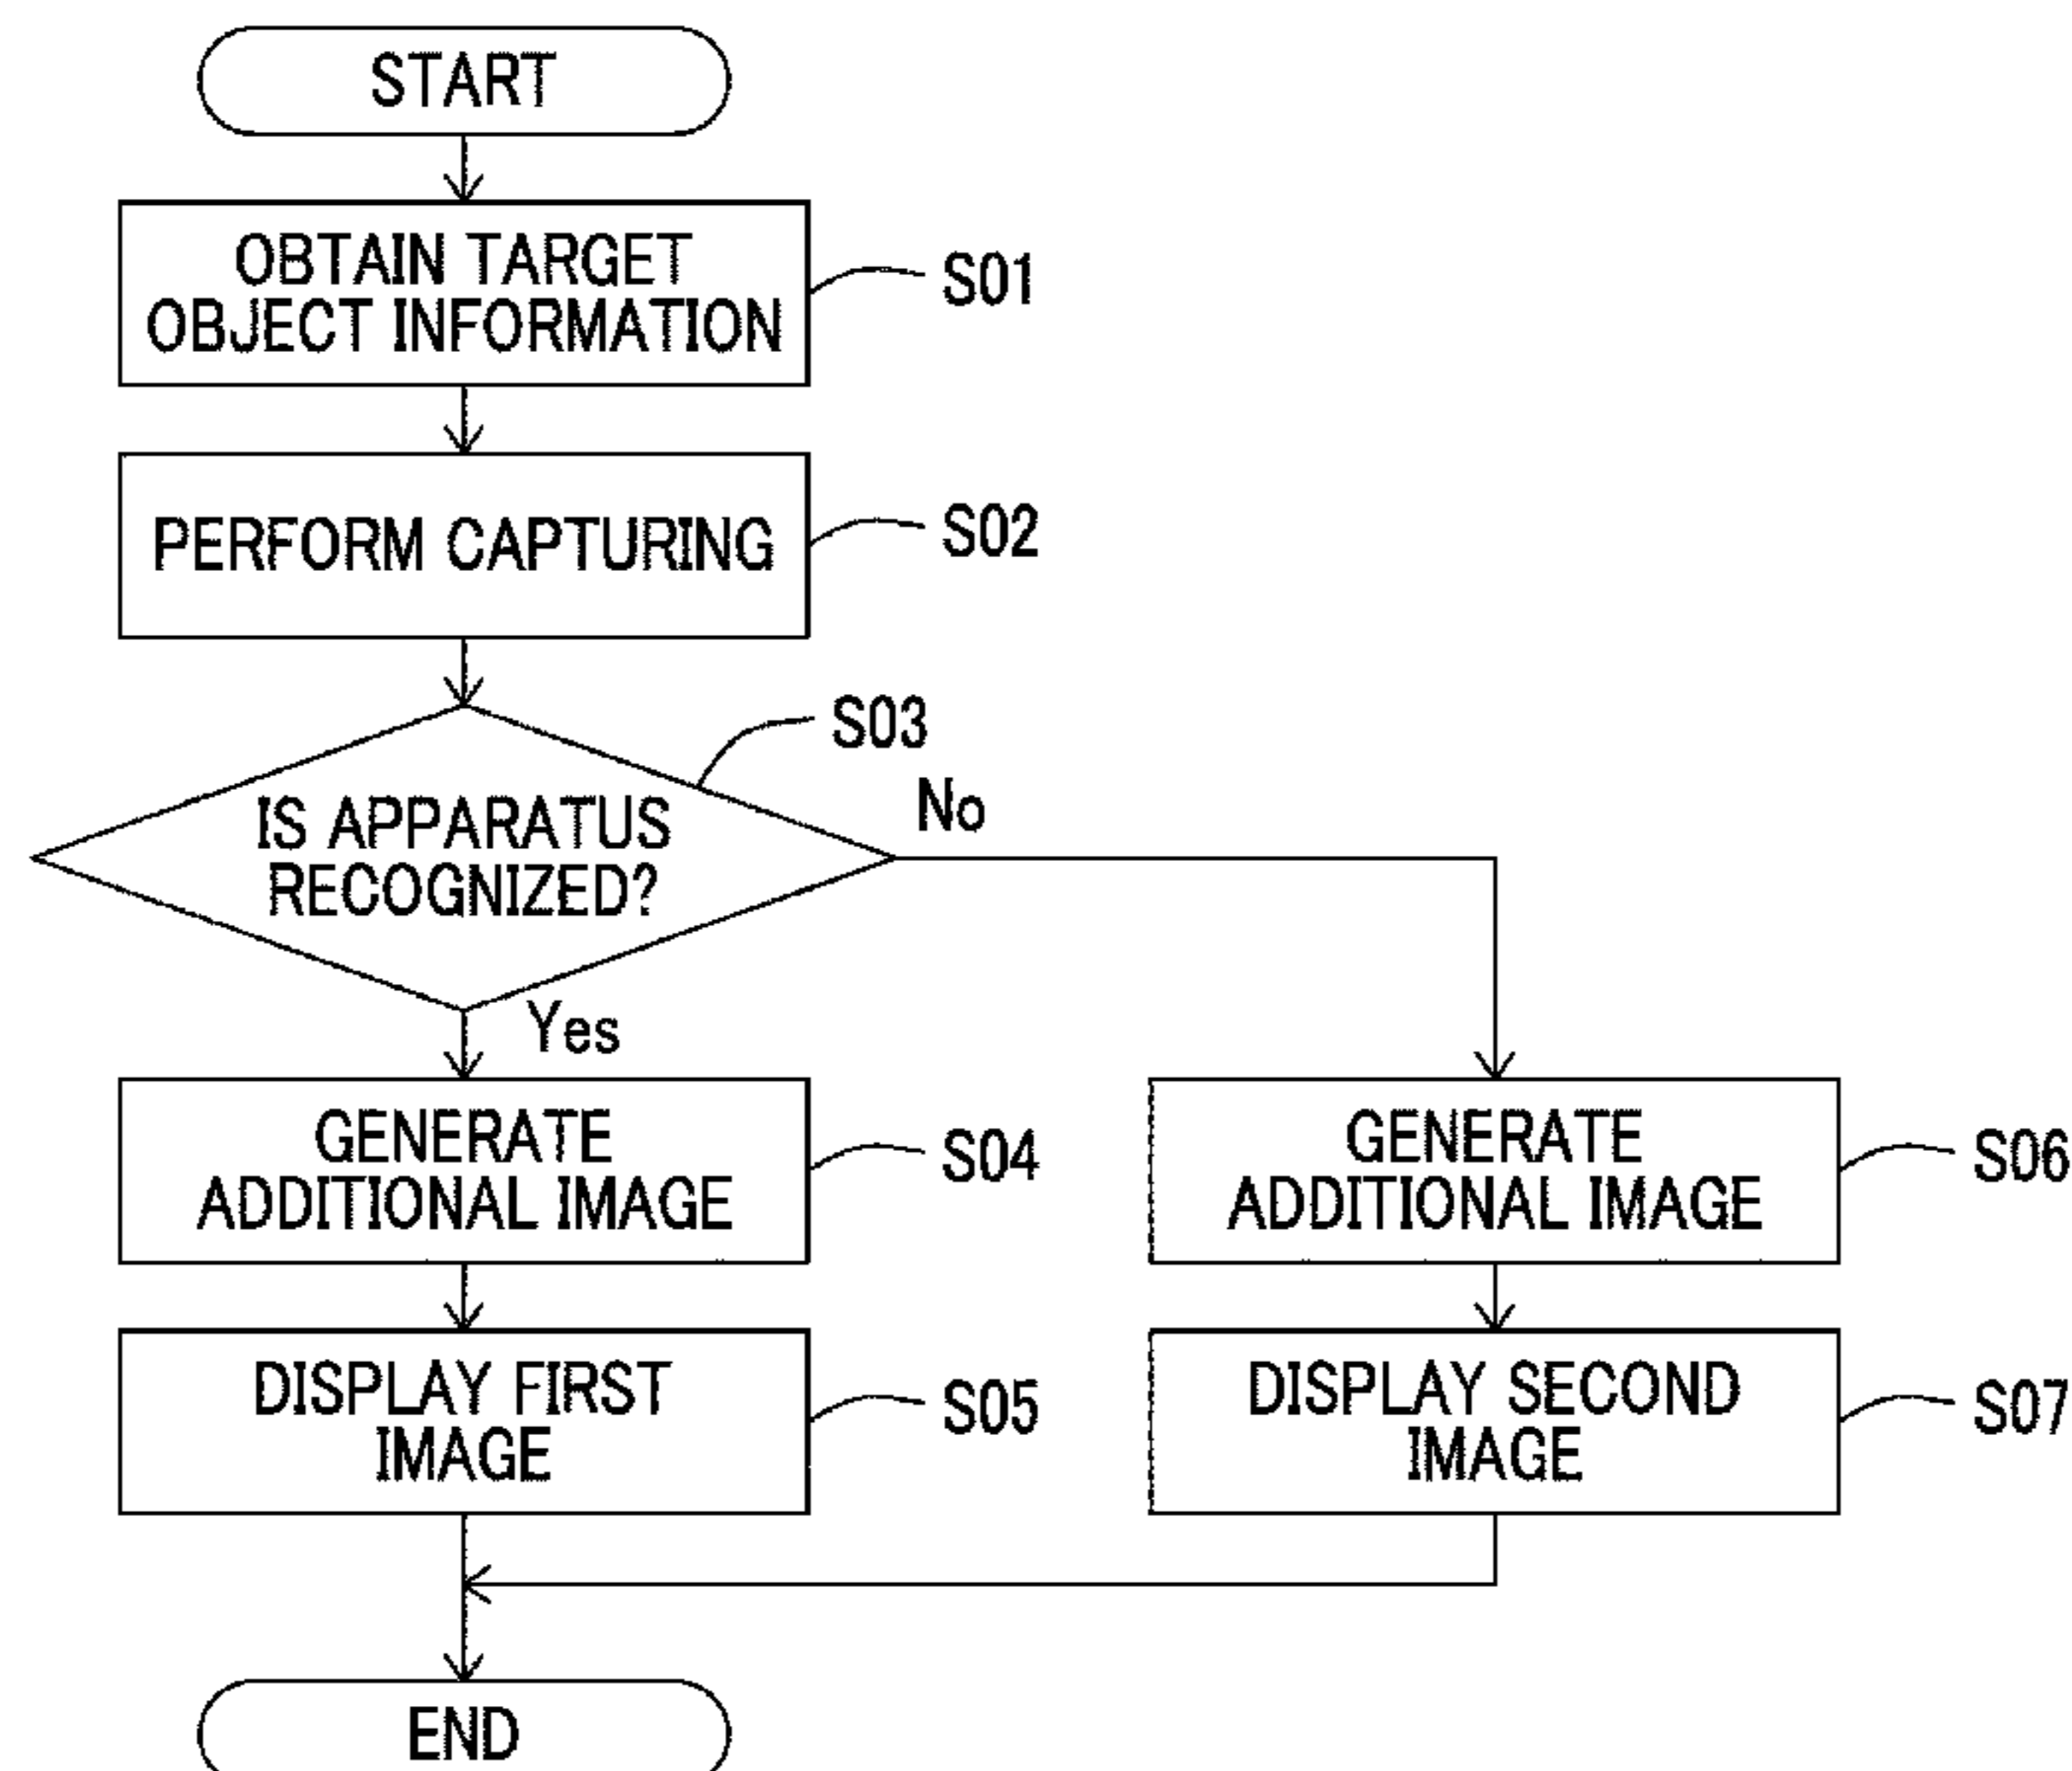 START
OBTAIN TARGET
OBJECT INFORMATION
S01
PERFORM CAPTURING
S02
S03
IS APPARATUS
RECOGNIZED?
No
Yes
GENERATE
ADDITIONAL IMAGE
S04
GENERATE
ADDITIONAL IMAGE
S06
DISPLAY FIRST
IMAGE
S05
DISPLAY SECOND
IMAGE
S07
END